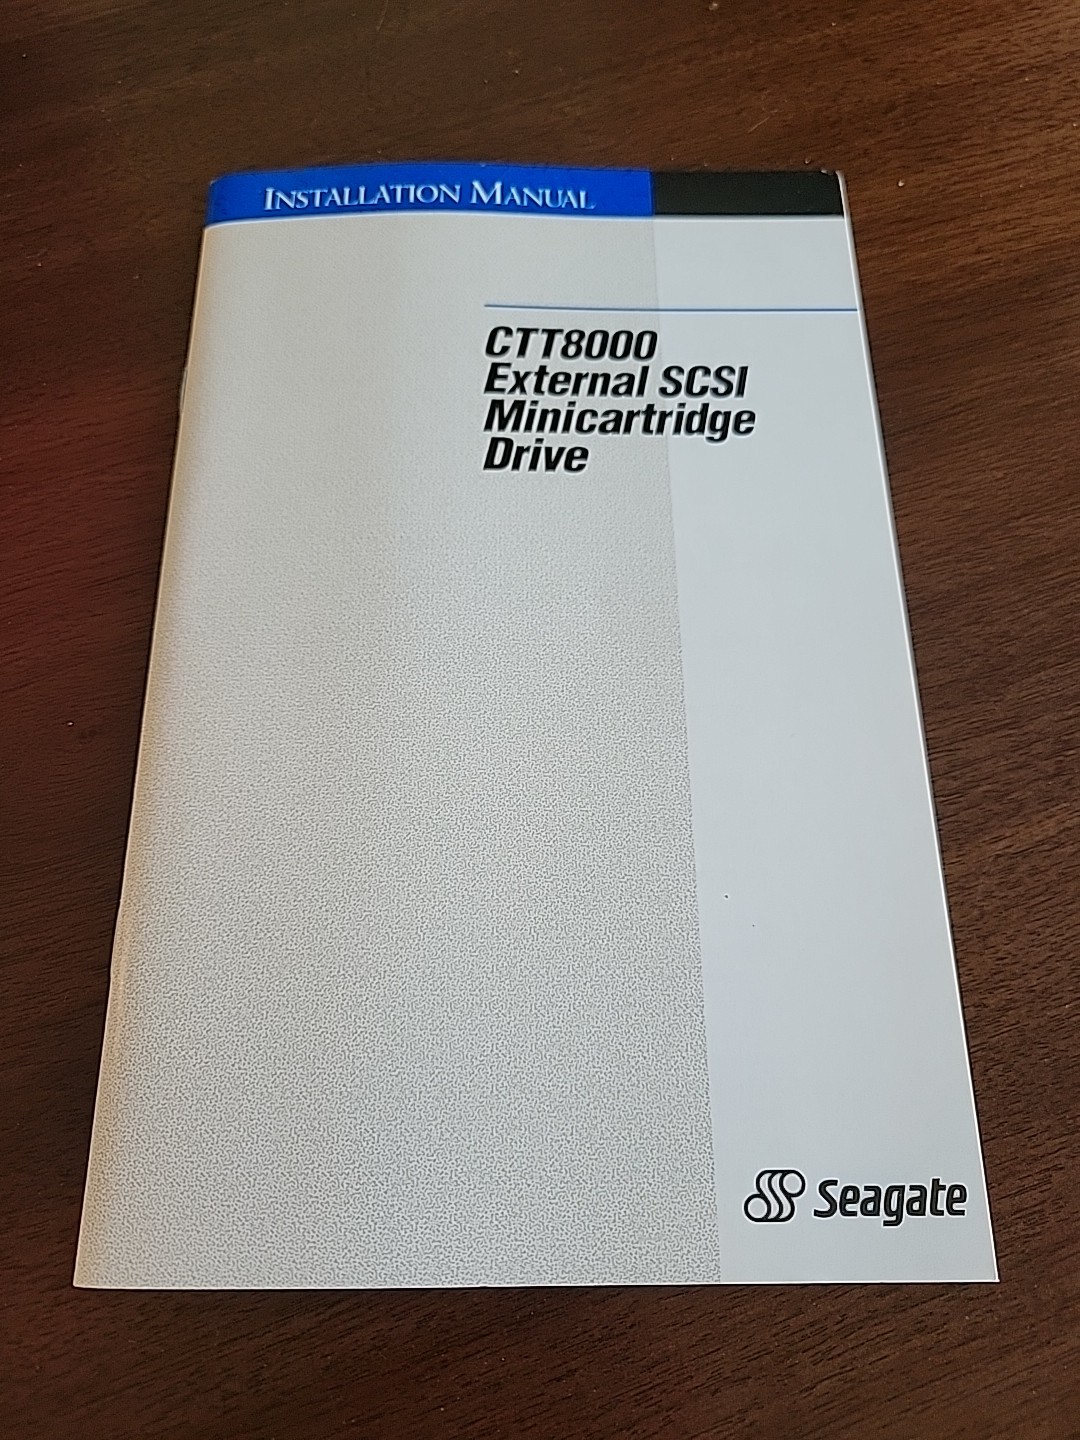 INSTALLATION MANUAL
CTT8000
External SCSI
Minicartridge
Drive
Seagate